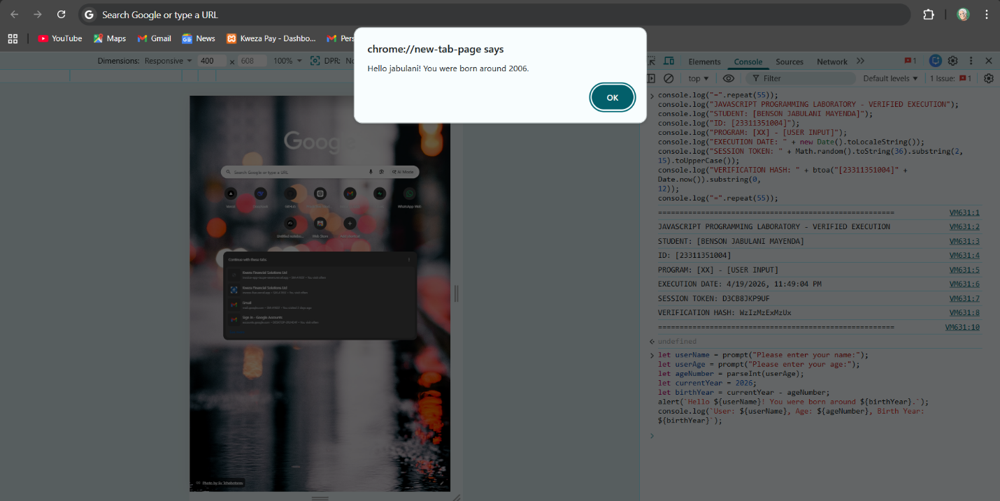 Search Google or type a URL
YouTube
Maps
Gmail
News
Kweza Pay - Dashbo...
Pers
chrome://new-tab-page says
Hello jabulani! You were born around 2006.
OK
Dimensions: Responsive
400
×
608
100%
DPR: No
Elements
Console
Sources
Network
1
top
Filter
Default levels
1 Issue:
1
Goog
Search Google or type a URL
AI Mode
GitHub
WhatsApp Web
Untitled notebo...
Web Store
Continue with these tabs
Kweza Financial Solutions Ltd
Kweza Financial Solutions Ltd
Gmail
Sign in - Google Accounts
console.log("=".repeat(55));
console.log("JAVASCRIPT PROGRAMMING LABORATORY - VERIFIED EXECUTION");
console.log("STUDENT: [BENSON JABULANI MAYENDA]");
console.log("ID: [23311351004]");
console.log("PROGRAM: [XX] - [USER INPUT]");
console.log("EXECUTION DATE: " + new Date().toLocaleString());
console.log("SESSION TOKEN: " + Math.random().toString(36).substring(2,
15).toUpperCase());
console.log("VERIFICATION HASH: " + btoa("[23311351004]" +
Date.now()).substring(0,
12));
console.log("=".repeat(55));
======================================================= VM631:1
JAVASCRIPT PROGRAMMING LABORATORY - VERIFIED EXECUTION VM631:2
STUDENT: [BENSON JABULANI MAYENDA] VM631:3
ID: [23311351004] VM631:4
PROGRAM: [XX] - [USER INPUT] VM631:5
EXECUTION DATE: 4/19/2026, 11:49:04 PM VM631:6
SESSION TOKEN: D3CB8JKP9UF VM631:7
VERIFICATION HASH: WzIzMzExMzUx VM631:8
======================================================= VM631:10
undefined
let userName = prompt("Please enter your name:");
let userAge = prompt("Please enter your age:");
let ageNumber = parseInt(userAge);
let currentYear = 2026;
let birthYear = currentYear - ageNumber;
alert(`Hello ${userName}! You were born around ${birthYear}.`);
console.log(`User: ${userName}, Age: ${ageNumber}, Birth Year:
${birthYear}`);